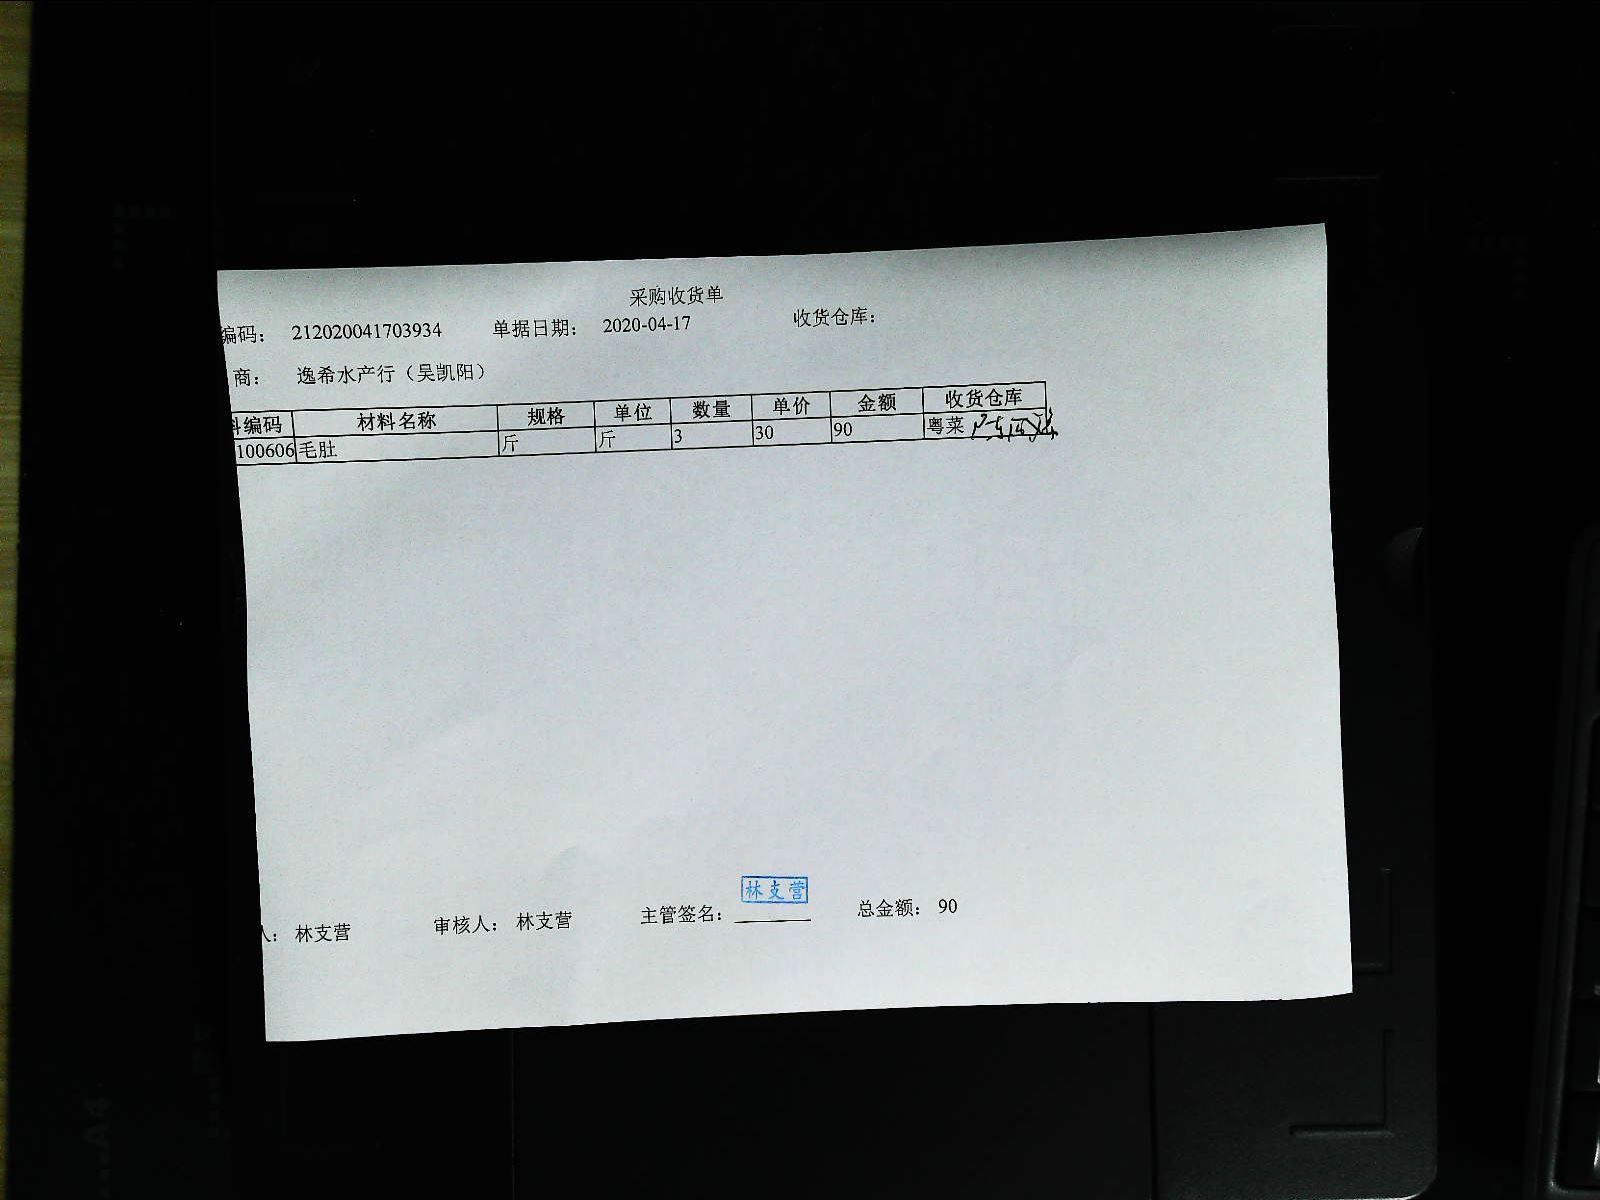 采购收货单
编码： 212020041703934 单据日期： 2020-04-17 收货仓库：
商： 逸希水产行（吴凯阳）
料编码 材料名称 规格 单位 数量 单价 金额 收货仓库
100606 毛肚 斤 斤 3 30 90 粤菜
林支营
人： 林支营 审核人： 林支营 主管签名： 总金额： 90